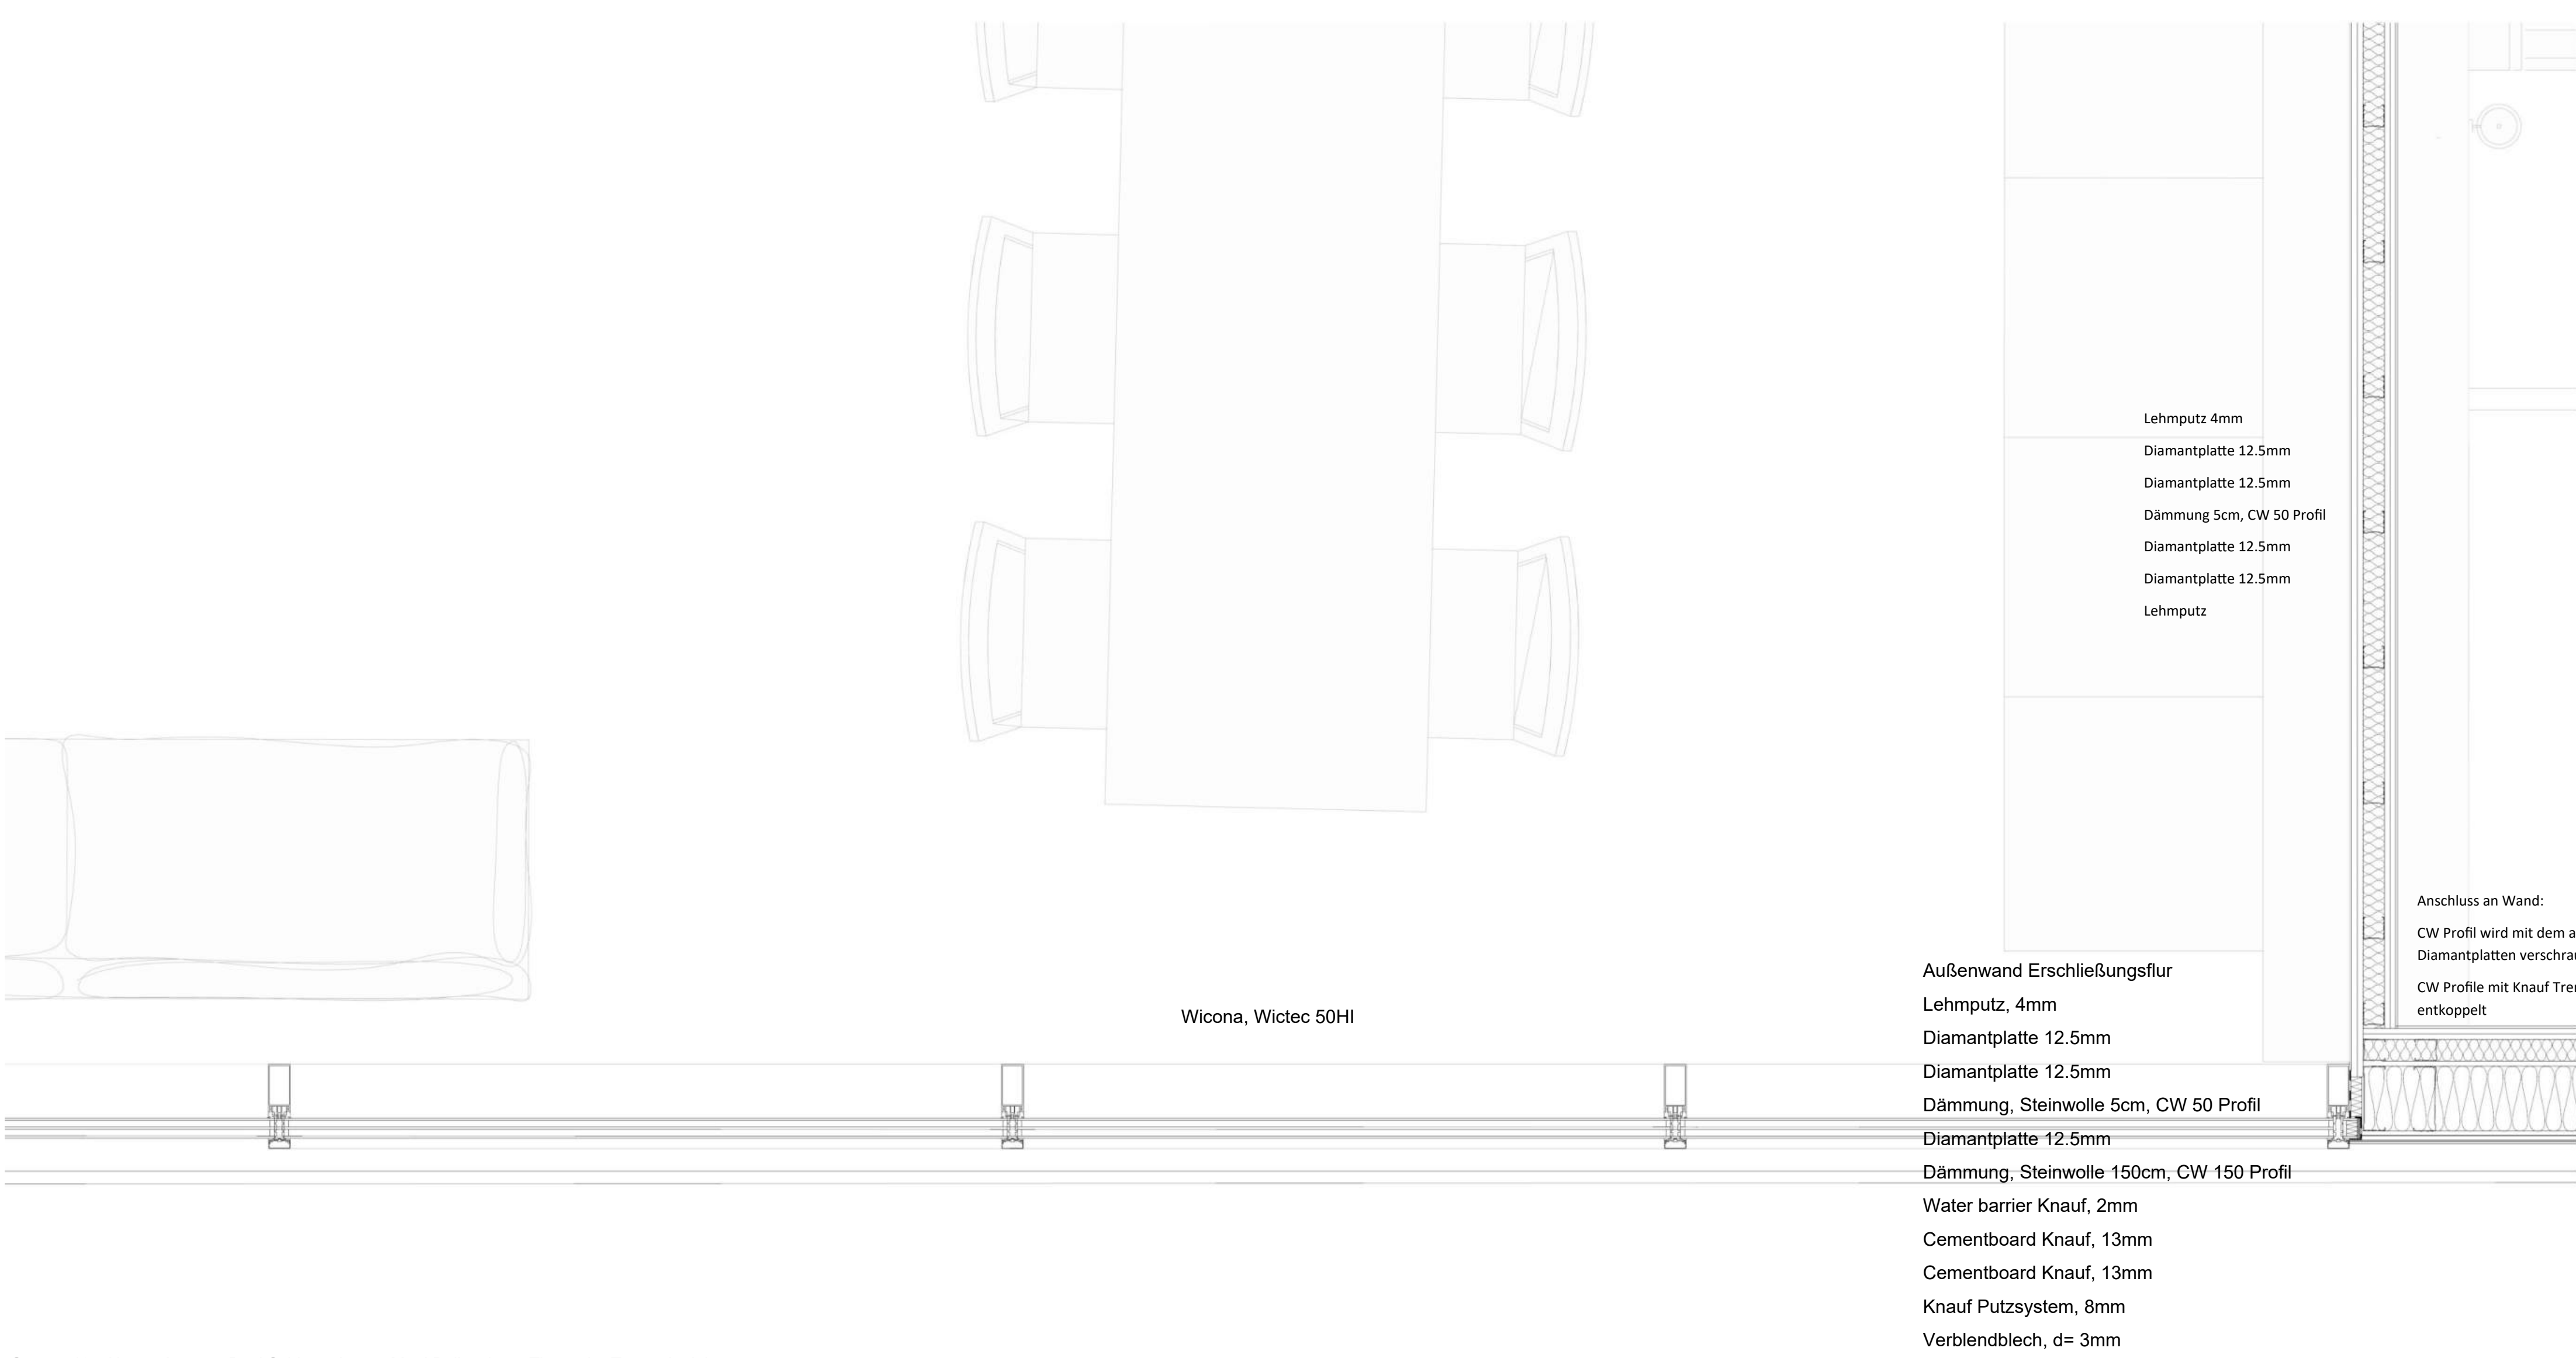 Lehmputz 4mm
Diamantplatte 12.5mm
Diamantplatte 12.5mm
Dämmung 5cm, CW 50 Profil
Diamantplatte 12.5mm
Diamantplatte 12.5mm
Lehmputz
Anschluss an Wand:
CW Profil wird mit dem
Diamantplatten
CW Profile mit Knauf
entkoppelt
Wicona, Wictec 50HI
Außenwand Erschließungsflur
Lehmputz, 4mm
Diamantplatte 12.5mm
Diamantplatte 12.5mm
Dämmung, Steinwolle 5cm, CW 50 Profil
Diamantplatte 12.5mm
Dämmung, Steinwolle 150cm, CW 150 Profil
Water barrier Knauf, 2mm
Cementboard Knauf, 13mm
Cementboard Knauf, 13mm
Knauf Putzsystem, 8mm
Verblendblech, d= 3mm